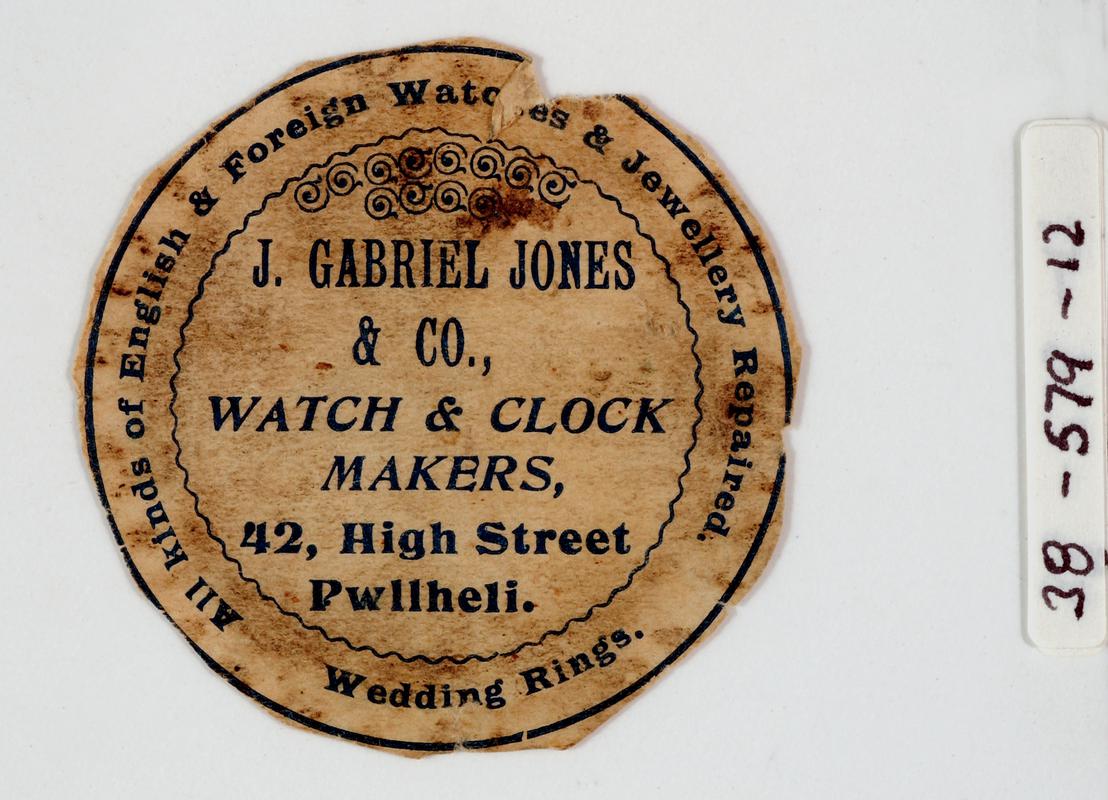 All kinds of English & Foreign Watches & Jewellery Repaired.
J. GABRIEL JONES
& CO.,
WATCH & CLOCK
MAKERS,
42, High Street
Pwllheli.
Wedding Rings.
38-579-12